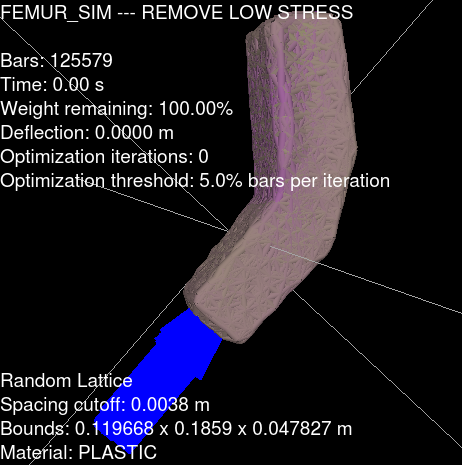 FEMUR_SIM --- REMOVE LOW STRESS
Bars: 125579
Time: 0.00 s
Weight remaining: 100.00%
Deflection: 0.0000 m
Optimization iterations: 0
Optimization threshold: 5.0% bars per iteration
Random Lattice
Spacing cutoff: 0.0038 m
Bounds: 0.119668 x 0.1859 x 0.047827 m
Material: PLASTIC